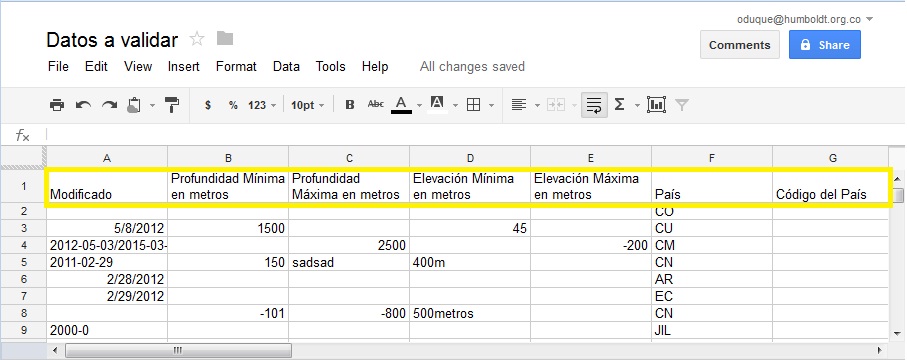 oduque@humboldt.org.co
Datos a validar
Comments
Share
File Edit View Insert Format Data Tools Help All changes saved
$ % 123 10pt B Abc A A Σ
fx
A B C D E F G
1 Modificado Profundidad Mínima en metros Profundidad Máxima en metros Elevación Mínima en metros Elevación Máxima en metros País Código del País
2 CO
3 5/8/2012 1500 45 CU
4 2012-05-03/2015-03- 2500 -200 CM
5 2011-02-29 150 sadsad 400m CN
6 2/28/2012 AR
7 2/29/2012 EC
8 -101 -800 500metros CN
9 2000-0 JIL